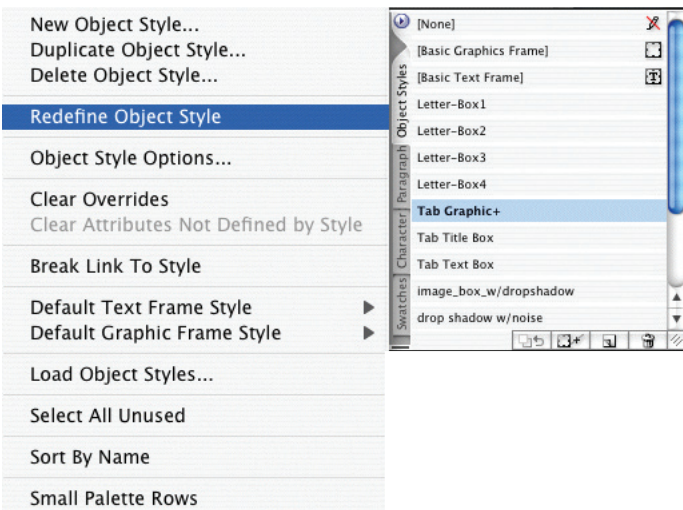 New Object Style...
Duplicate Object Style...
Delete Object Style...
Redefine Object Style
Object Style Options...
Clear Overrides
Clear Attributes Not Defined by Style
Break Link To Style
Default Text Frame Style
Default Graphic Frame Style
Load Object Styles...
Select All Unused
Sort By Name
Small Palette Rows
Object Styles
Paragraph
Character
Swatches
[None]
[Basic Graphics Frame]
[Basic Text Frame]
Letter-Box1
Letter-Box2
Letter-Box3
Letter-Box4
Tab Graphic+
Tab Title Box
Tab Text Box
image_box_w/dropshadow
drop shadow w/noise